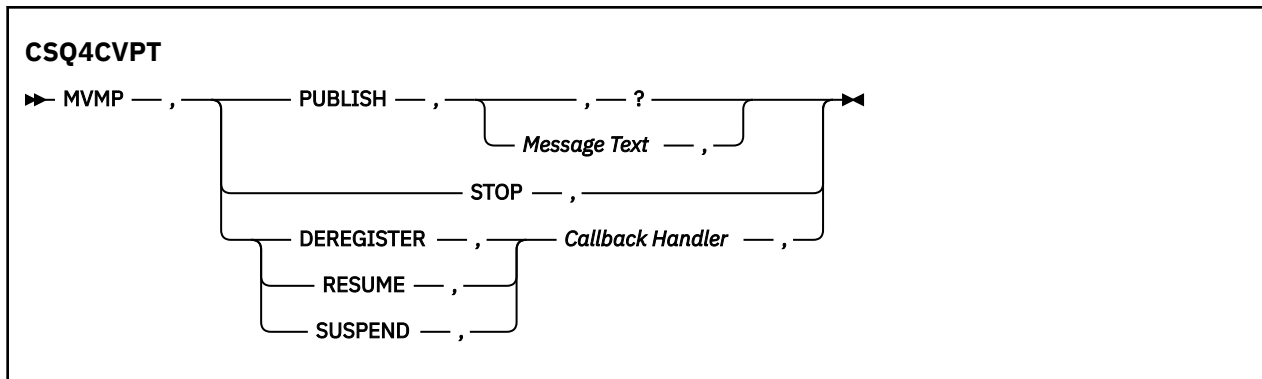 CSQ4CVPT
MVMP , PUBLISH , , ?
Message Text ,
STOP ,
DEREGISTER , Callback Handler ,
RESUME ,
SUSPEND ,